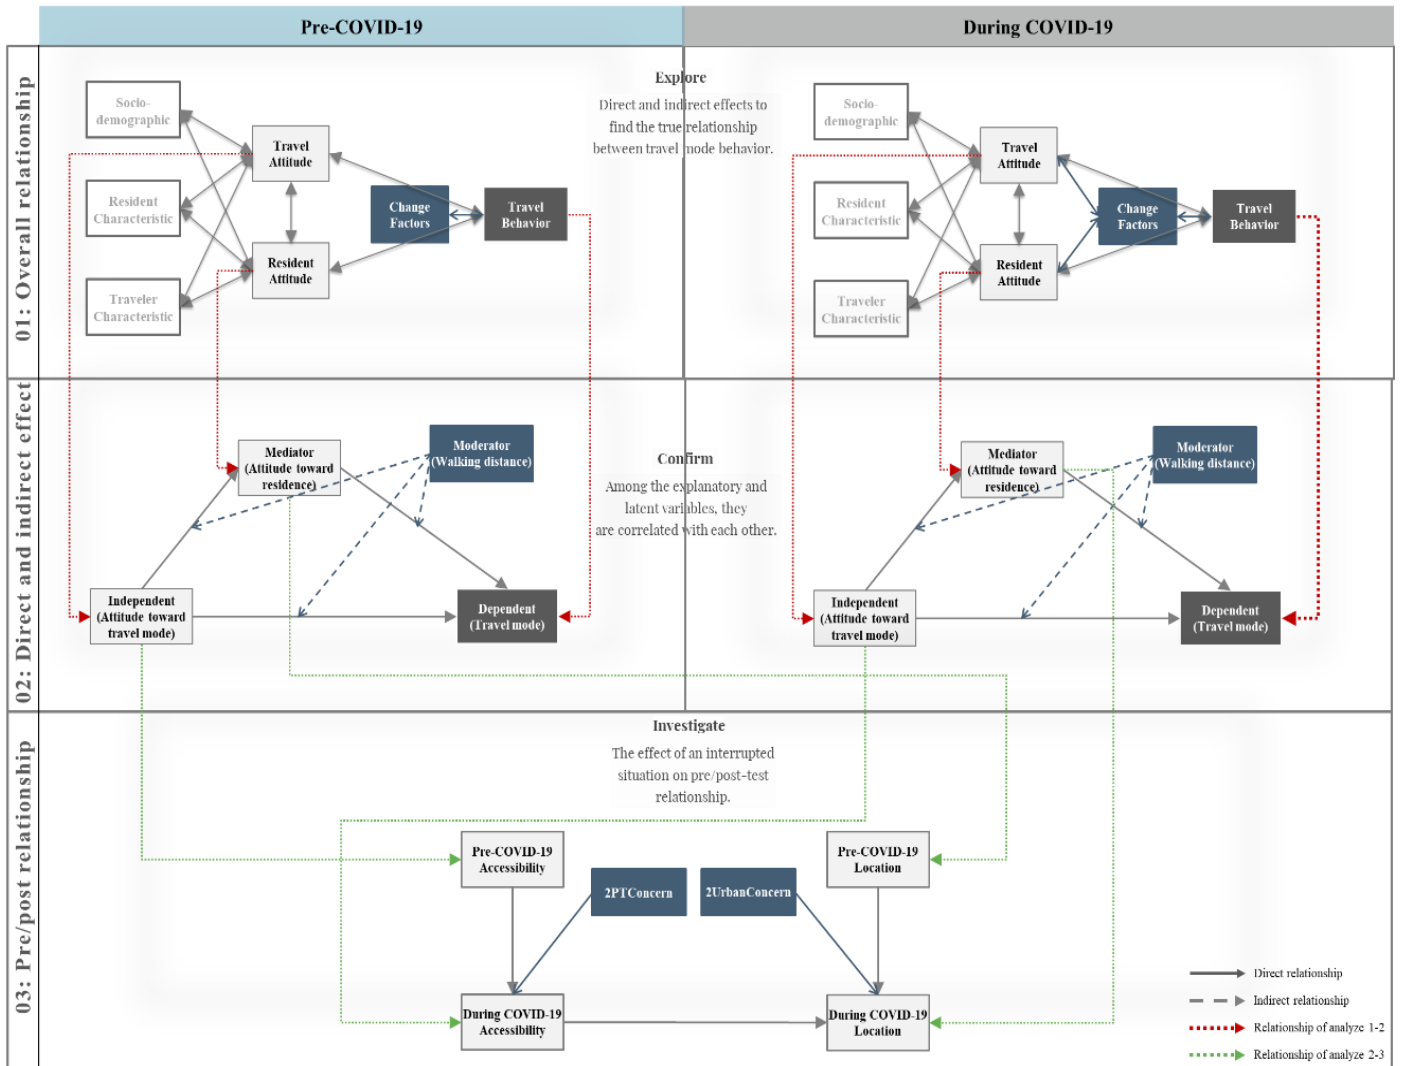 Pre-COVID-19
During COVID-19
01: Overall relationship
Socio-
demographic
Resident
Characteristic
Traveler
Characteristic
Travel
Attitude
Resident
Attitude
Change
Factors
Travel
Behavior
Explore
Direct and indirect effects to
find the true relationship
between travel mode behavior.
Socio-
demographic
Resident
Characteristic
Traveler
Characteristic
Travel
Attitude
Resident
Attitude
Change
Factors
Travel
Behavior
02: Direct and indirect effect
Mediator
(Attitude toward
residence)
Moderator
(Walking distance)
Independent
(Attitude toward
travel mode)
Dependent
(Travel mode)
Confirm
Among the explanatory and
latent variables, they
are correlated with each other.
Mediator
(Attitude toward
residence)
Moderator
(Walking distance)
Independent
(Attitude toward
travel mode)
Dependent
(Travel mode)
03: Pre/post relationship
Investigate
The effect of an interrupted
situation on pre/post-test
relationship.
Pre-COVID-19
Accessibility
2PTConcern
2UrbanConcern
Pre-COVID-19
Location
During COVID-19
Accessibility
During COVID-19
Location
Direct relationship
Indirect relationship
Relationship of analyze 1-2
Relationship of analyze 2-3